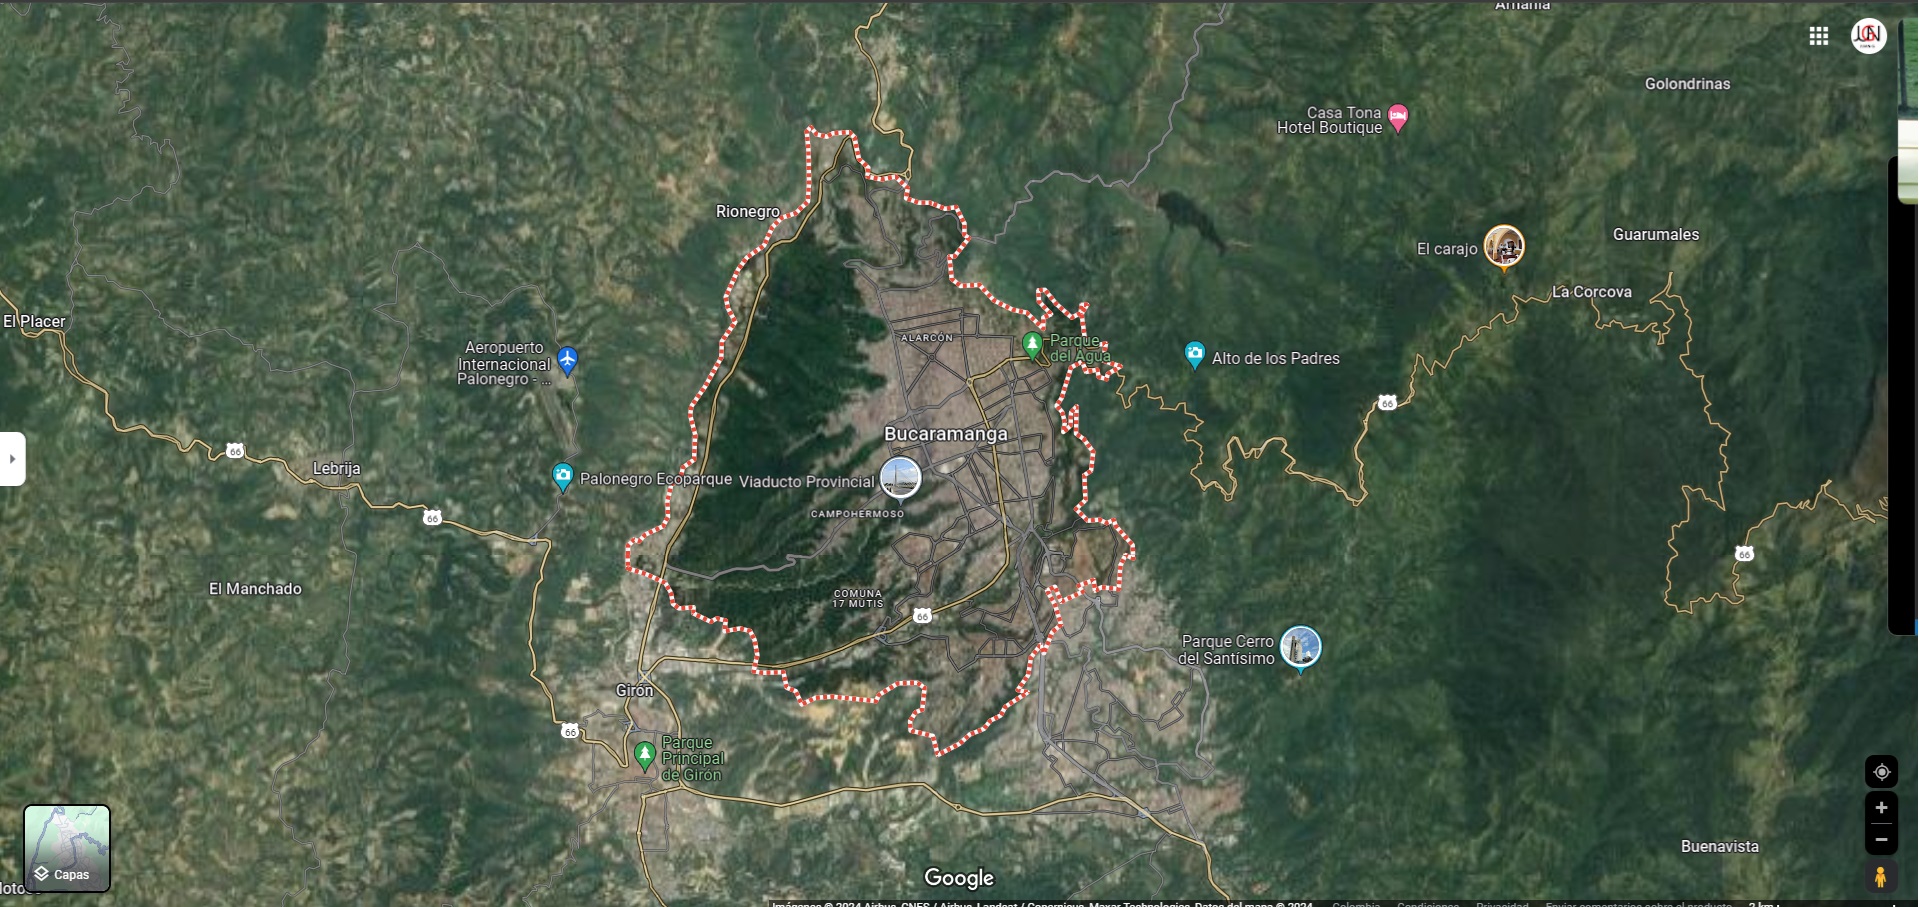 Armania
Golondrinas
Casa Tona
Hotel Boutique
Rionegro
Guarumales
El carajo
La Corcova
El Placer
ALARCÓN
Parque
del Agua
Aeropuerto
Internacional
Palonegro - ...
Alto de los Padres
66
Bucaramanga
66
Lebrija
Palonegro Ecoparque
Viaducto Provincial
CAMPOHERMOSO
66
66
El Manchado
COMUNA
17 MUTIS
66
Parque Cerro
del Santísimo
Girón
66
Parque
Principal
de Girón
Buenavista
Capas
Google
Imágenes © 2024 Airbus, CNES / Airbus, Landsat / Copernicus, Maxar Technologies, Datos del mapa © 2024
Colombia
Condiciones
Privacidad
Enviar comentarios sobre el producto
2 km